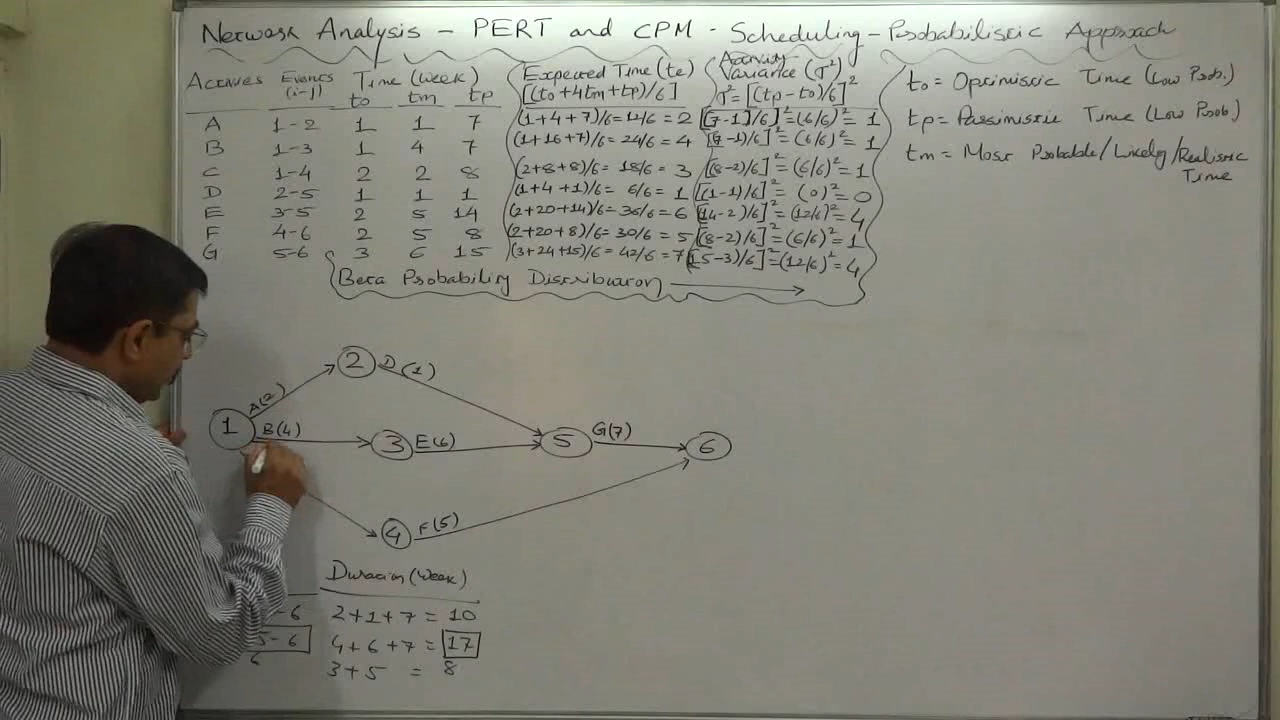 Network Analysis - PERT and CPM - Scheduling - Probabilistic Approach
Activies Events (i-j) Time (Week) Expected Time (te) Activity Variance (σ²)
to tm tp [(to+4tm+tp)/6] σ²=[(tp-to)/6]²
A 1-2 1 1 7 (1+4+7)/6=12/6=2 [(7-1)/6]²=(6/6)²=1
B 1-3 1 4 7 (1+16+7)/6=24/6=4 [(7-1)/6]²=(6/6)²=1
C 1-4 2 2 8 (2+8+8)/6=18/6=3 [(8-2)/6]²=(6/6)²=1
D 2-5 1 1 1 (1+4+1)/6=6/6=1 [(1-1)/6]²=(0)²=0
E 3-5 2 5 14 (2+20+14)/6=36/6=6 [(14-2)/6]²=(12/6)²=4
F 4-6 2 5 8 (2+20+8)/6=30/6=5 [(8-2)/6]²=(6/6)²=1
G 5-6 3 6 15 (3+24+15)/6=42/6=7 [(15-3)/6]²=(12/6)²=4
Beta Probability Distribution
to = Optimistic Time (Low Prob.)
tp = Passimistic Time (Low Prob)
tm = Most Probable/Likely/Realistic
Time
1
A(2)
2
D(1)
B(4)
3
E(6)
5
G(7)
6
4
F(5)
Duration (Week)
-6 2+1+7 = 10
5-6 4+6+7 = 17
6 3+5 = 8